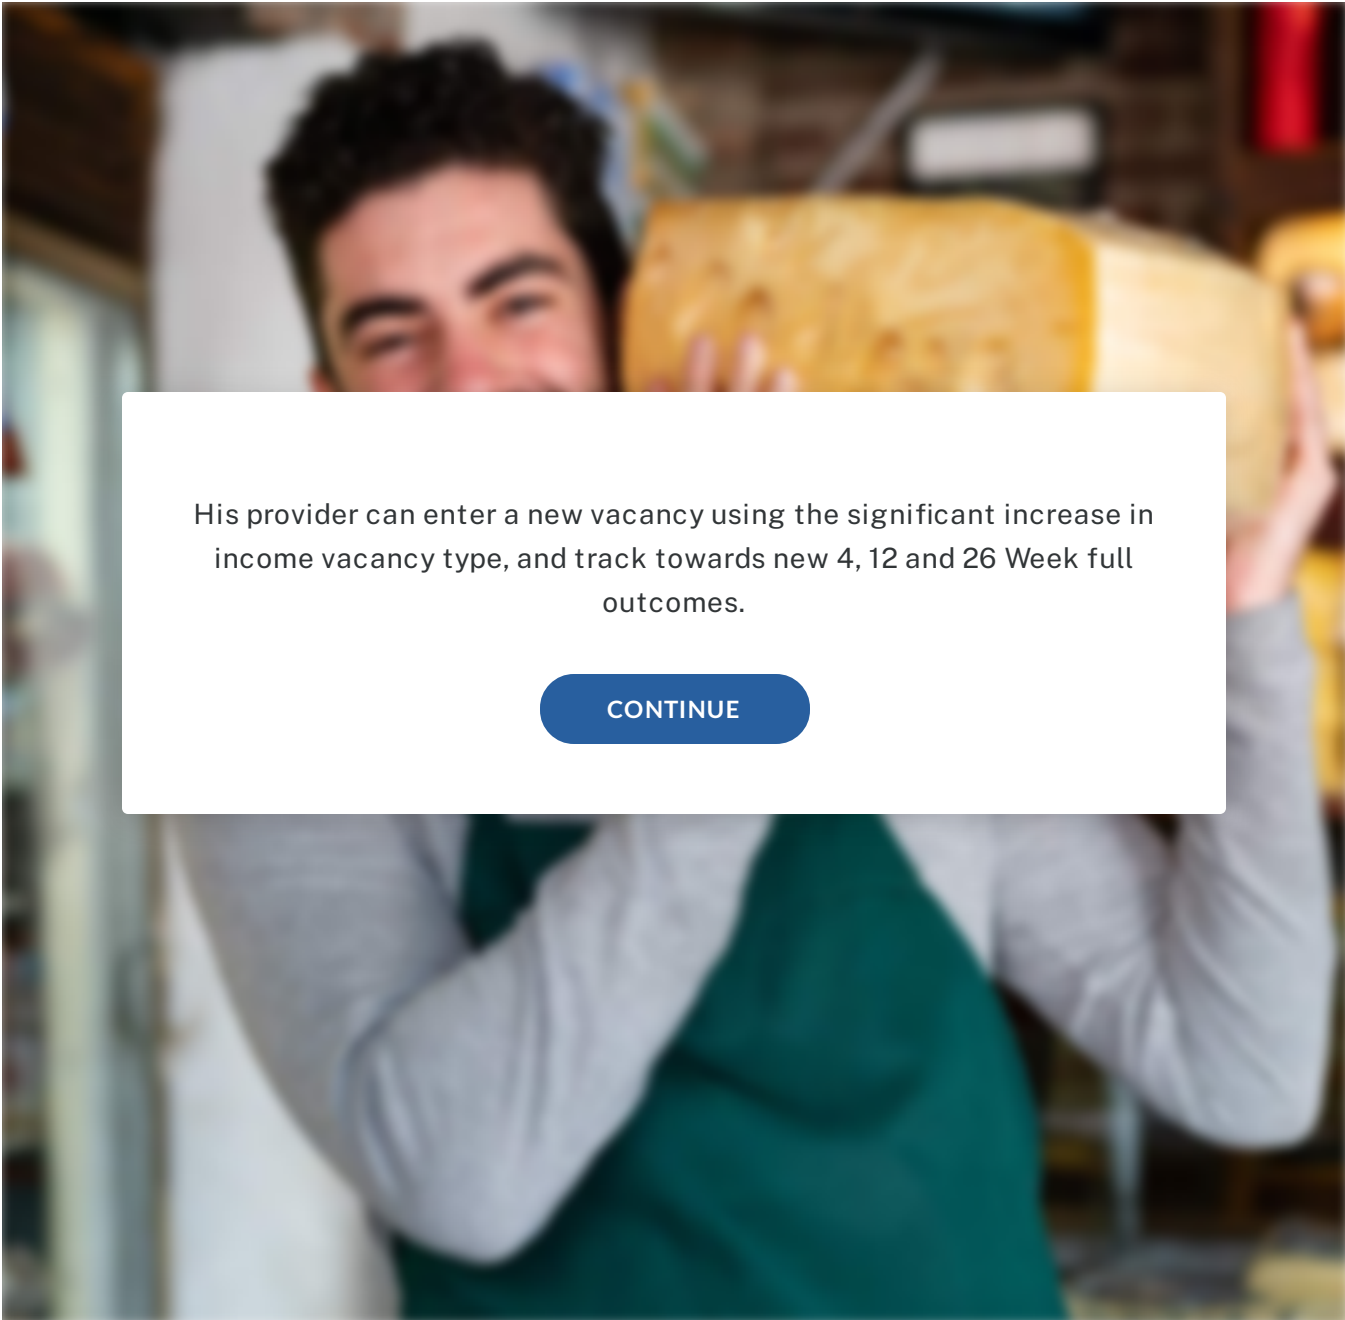 His provider can enter a new vacancy using the significant increase in
income vacancy type, and track towards new 4, 12 and 26 Week full
outcomes.
CONTINUE